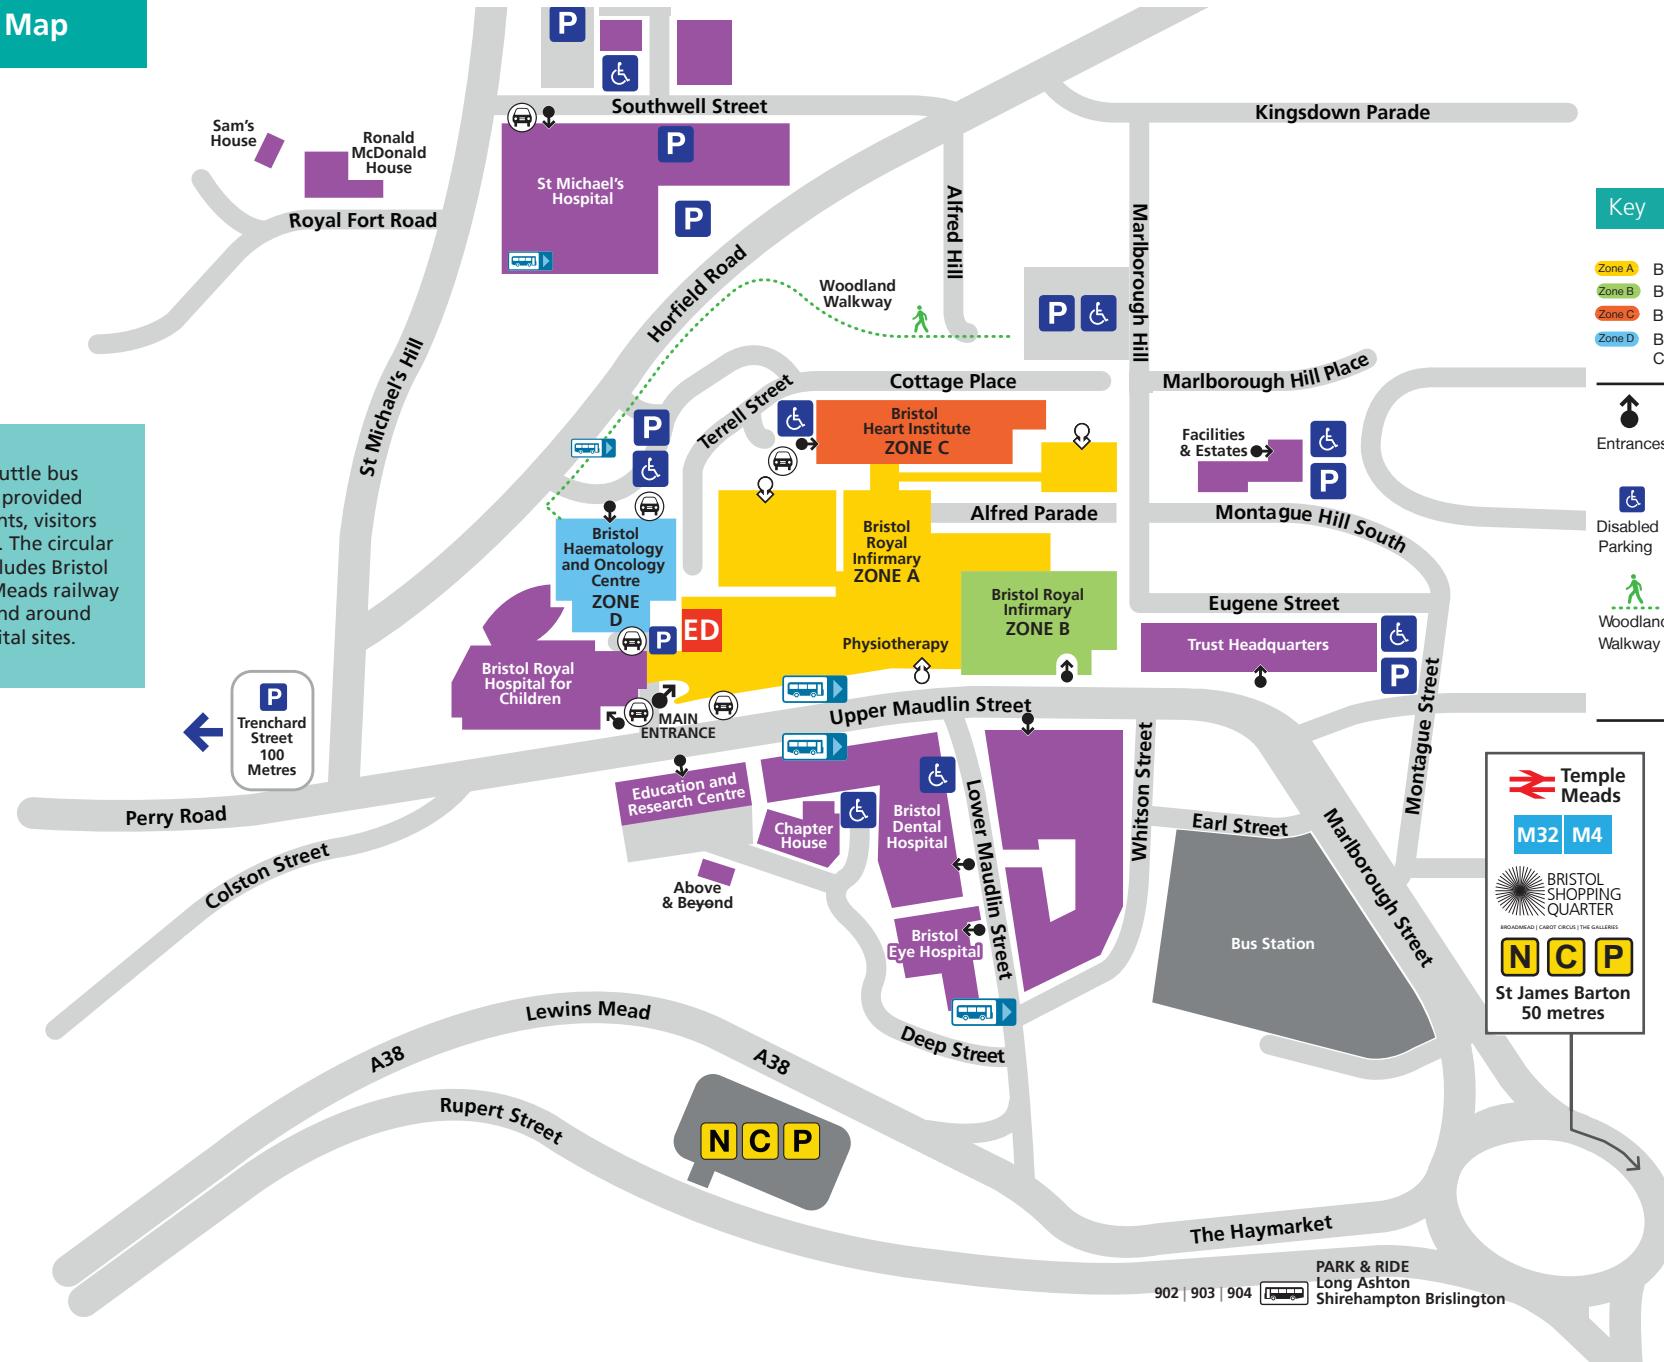 Map
P
Southwell Street
Kingsdown Parade
Sam's
House
Ronald
McDonald
House
P
St Michael's
Hospital
P
Royal Fort Road
Alfred Hill
Marlborough Hill
Key
Zone A B
Zone B B
Zone C B
Zone D B
C
Horfield Road
Woodland
Walkway
P
St Michael's Hill
Cottage Place
Marlborough Hill Place
Terrell Street
P
Bristol
Heart Institute
ZONE C
Facilities
& Estates
P
Entrances
Disabled
Parking
Woodland
Walkway
uttle bus
provided
nts, visitors
. The circular
ludes Bristol
Meads railway
nd around
ital sites.
Bristol
Haematology
and Oncology
Centre
ZONE
D
Bristol
Royal
Infirmary
ZONE A
Alfred Parade
Montague Hill South
Bristol Royal
Infirmary
ZONE B
Eugene Street
P
ED
Physiotherapy
Trust Headquarters
P
Bristol Royal
Hospital for
Children
MAIN
ENTRANCE
Upper Maudlin Street
Montague Street
P
Trenchard
Street
100
Metres
Perry Road
Colston Street
Education and
Research Centre
Chapter
House
Bristol
Dental
Hospital
Lower Maudlin Street
Whitson Street
Earl Street
Marlborough Street
Above
& Beyond
Bristol
Eye Hospital
Bus Station
Temple
Meads
M32 M4
BRISTOL
SHOPPING
QUARTER
BROADMEAD | CABOT CIRCUS | THE GALLERIES
N C P
St James Barton
50 metres
Lewins Mead
A38
A38
Deep Street
Rupert Street
N C P
The Haymarket
902 | 903 | 904
PARK & RIDE
Long Ashton
Shirehampton Brislington